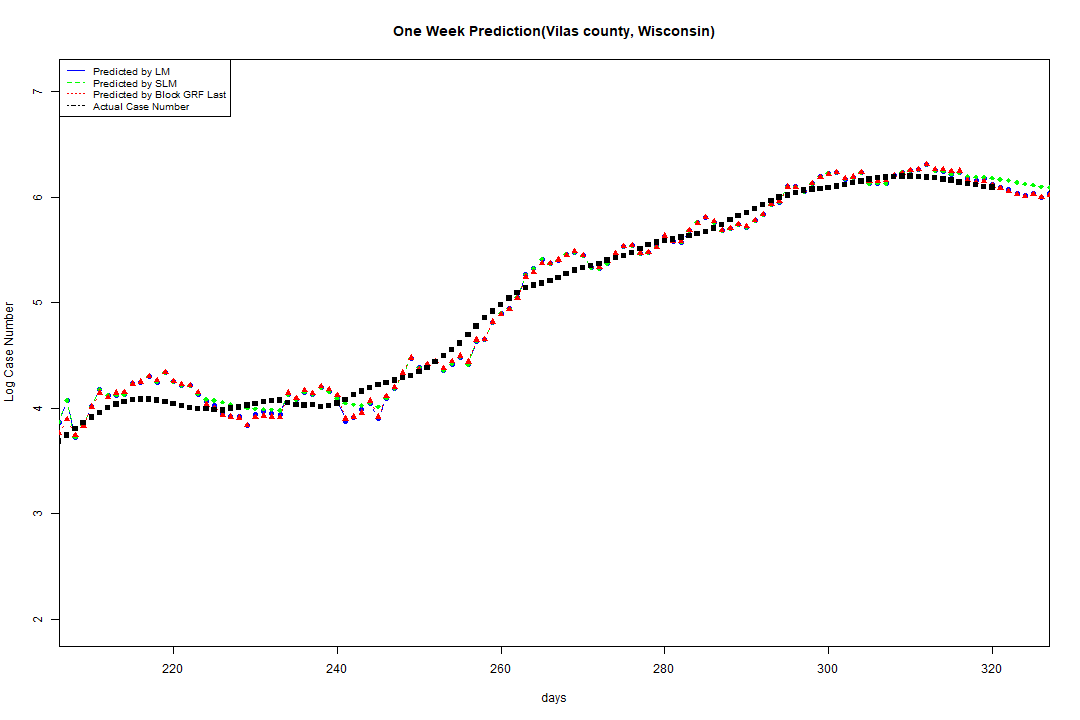 One Week Prediction(Vilas county, Wisconsin)
Predicted by LM
Predicted by SLM
Predicted by Block GRF Last
Actual Case Number
7
6
5
4
3
2
Log Case Number
220 240 260 280 300 320
days